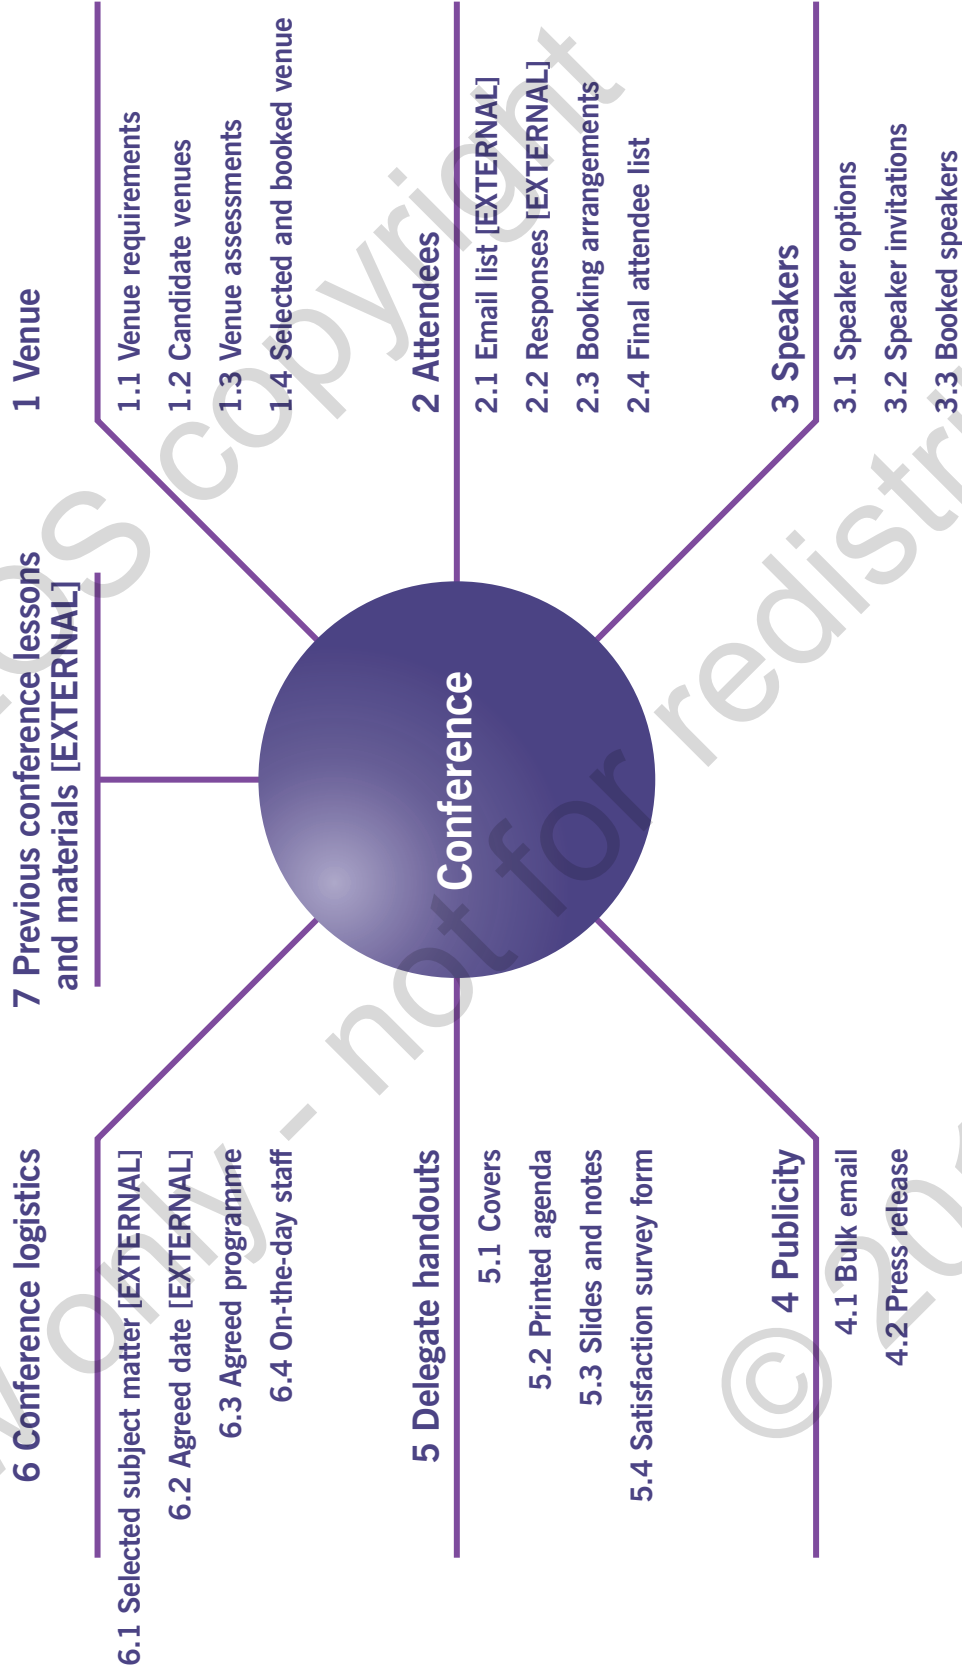 7 Previous conference lessons
and materials [EXTERNAL]
1 Venue
1.1 Venue requirements
1.2 Candidate venues
1.3 Venue assessments
1.4 Selected and booked venue
2 Attendees
2.1 Email list [EXTERNAL]
2.2 Responses [EXTERNAL]
2.3 Booking arrangements
2.4 Final attendee list
3 Speakers
3.1 Speaker options
3.2 Speaker invitations
3.3 Booked speakers
Conference
6 Conference logistics
6.1 Selected subject matter [EXTERNAL]
6.2 Agreed date [EXTERNAL]
6.3 Agreed programme
6.4 On-the-day staff
5 Delegate handouts
5.1 Covers
5.2 Printed agenda
5.3 Slides and notes
5.4 Satisfaction survey form
4 Publicity
4.1 Bulk email
4.2 Press release
only - not for
copyright
©